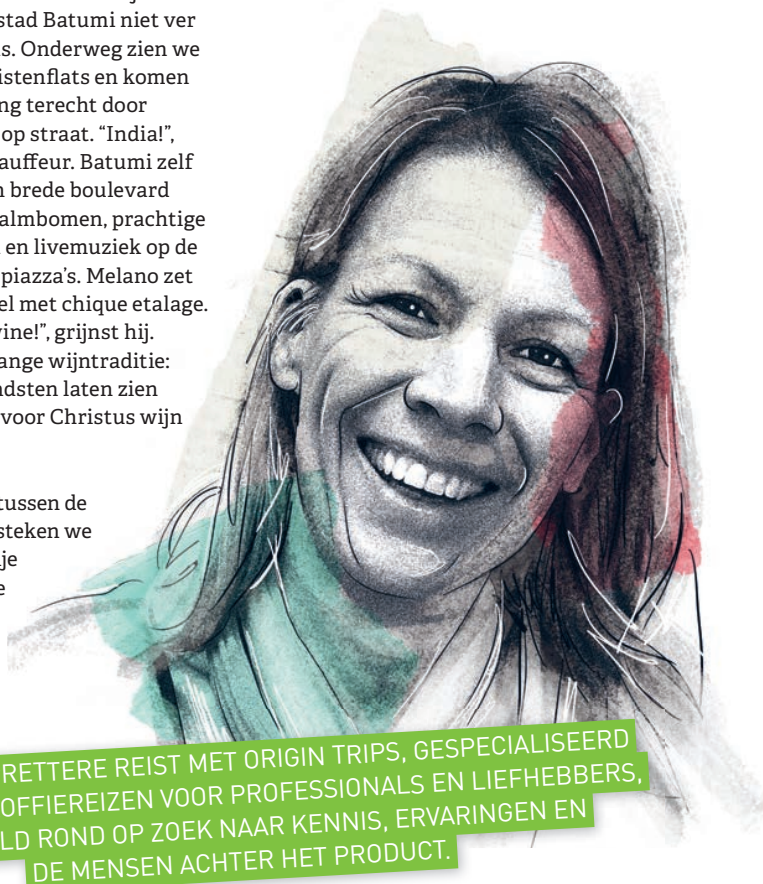 stad Batumi niet ver
s. Onderweg zien we
istenflats en komen
ng terecht door
op straat. “India!”,
auffeur. Batumi zelf
n brede boulevard
almbomen, prachtige
en livemuziek op de
piazza’s. Melano zet
el met chique etalage.
vine!”, grijnst hij.
ange wijntraditie:
ndsten laten zien
voor Christus wijn
tussen de
steken we
je
e
RETTERE REIST MET ORIGIN TRIPS, GESPECIALISEERD
OFFIEREIZEN VOOR PROFESSIONALS EN LIEFHEBBERS,
LD ROND OP ZOEK NAAR KENNIS, ERVARINGEN EN
DE MENSEN ACHTER HET PRODUCT.